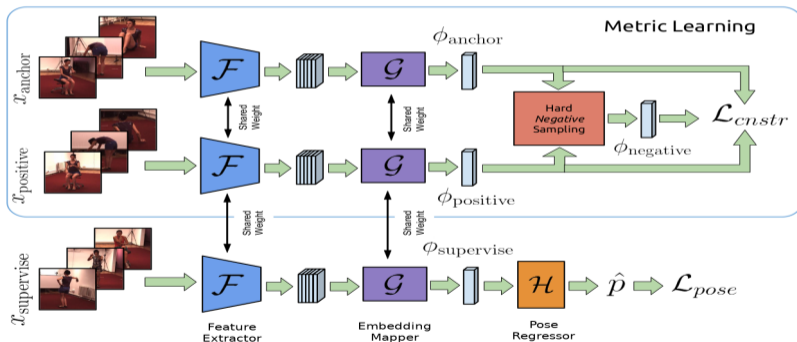 Metric Learning
x_anchor
F
G
ϕ_anchor
Shared
Weight
Shared
Weight
Hard
Negative
Sampling
ϕ_negative
ℒ_cnstr
x_positive
F
G
ϕ_positive
Shared
Weight
Shared
Weight
x_supervise
F
G
ϕ_supervise
H
p̂
ℒ_pose
Feature
Extractor
Embedding
Mapper
Pose
Regressor